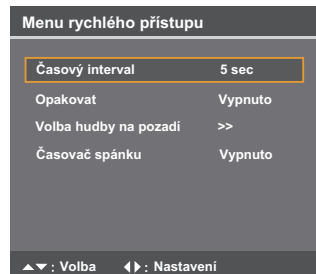 Menu rychlého přístupu
Časový interval 5 sec
Opakovat Vypnuto
Volba hudby na pozadí >>
Časovač spánku Vypnuto
▲▼ : Volba ◀▶ : Nastavení